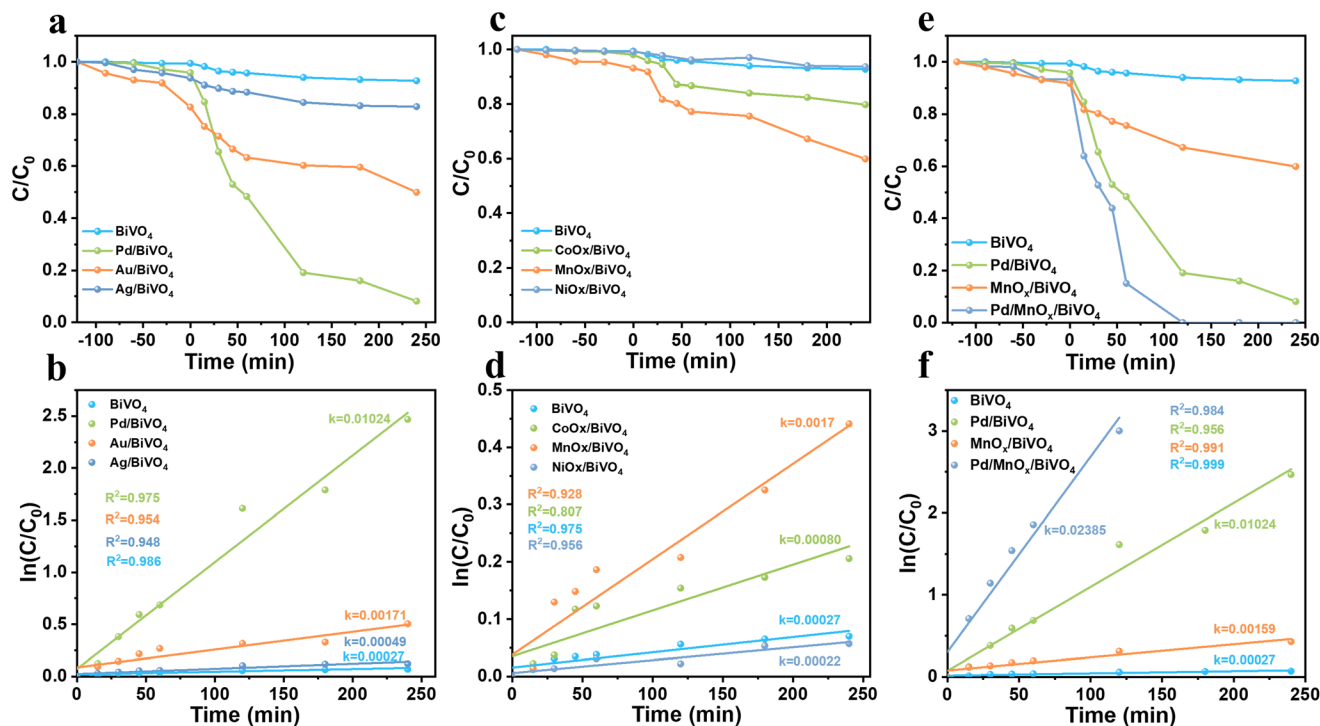 a
C/C0
1.0
0.8
0.6
0.4
0.2
0.0
BiVO4
Pd/BiVO4
Au/BiVO4
Ag/BiVO4
-100 -50 0 50 100 150 200 250
Time (min)
c
C/C0
1.0
0.8
0.6
0.4
0.2
0.0
BiVO4
CoOx/BiVO4
MnOx/BiVO4
NiOx/BiVO4
-100 -50 0 50 100 150 200
Time (min)
e
C/C0
1.0
0.8
0.6
0.4
0.2
0.0
BiVO4
Pd/BiVO4
MnOx/BiVO4
Pd/MnOx/BiVO4
-100 -50 0 50 100 150 200 250
Time (min)
b
ln(C/C0)
2.5
2.0
1.5
1.0
0.5
0.0
BiVO4
Pd/BiVO4
Au/BiVO4
Ag/BiVO4
R2=0.975
R2=0.954
R2=0.948
R2=0.986
k=0.01024
k=0.00171
k=0.00049
k=0.00027
0 50 100 150 200 250
Time (min)
d
ln(C/C0)
0.5
0.4
0.3
0.2
0.1
0.0
BiVO4
CoOx/BiVO4
MnOx/BiVO4
NiOx/BiVO4
R2=0.928
R2=0.807
R2=0.975
R2=0.956
k=0.0017
k=0.00080
k=0.00027
k=0.00022
0 50 100 150 200 250
Time (min)
f
ln(C/C0)
3
2
1
0
BiVO4
Pd/BiVO4
MnOx/BiVO4
Pd/MnOx/BiVO4
R2=0.984
R2=0.956
R2=0.991
R2=0.999
k=0.02385
k=0.01024
k=0.00159
k=0.00027
0 50 100 150 200 250
Time (min)